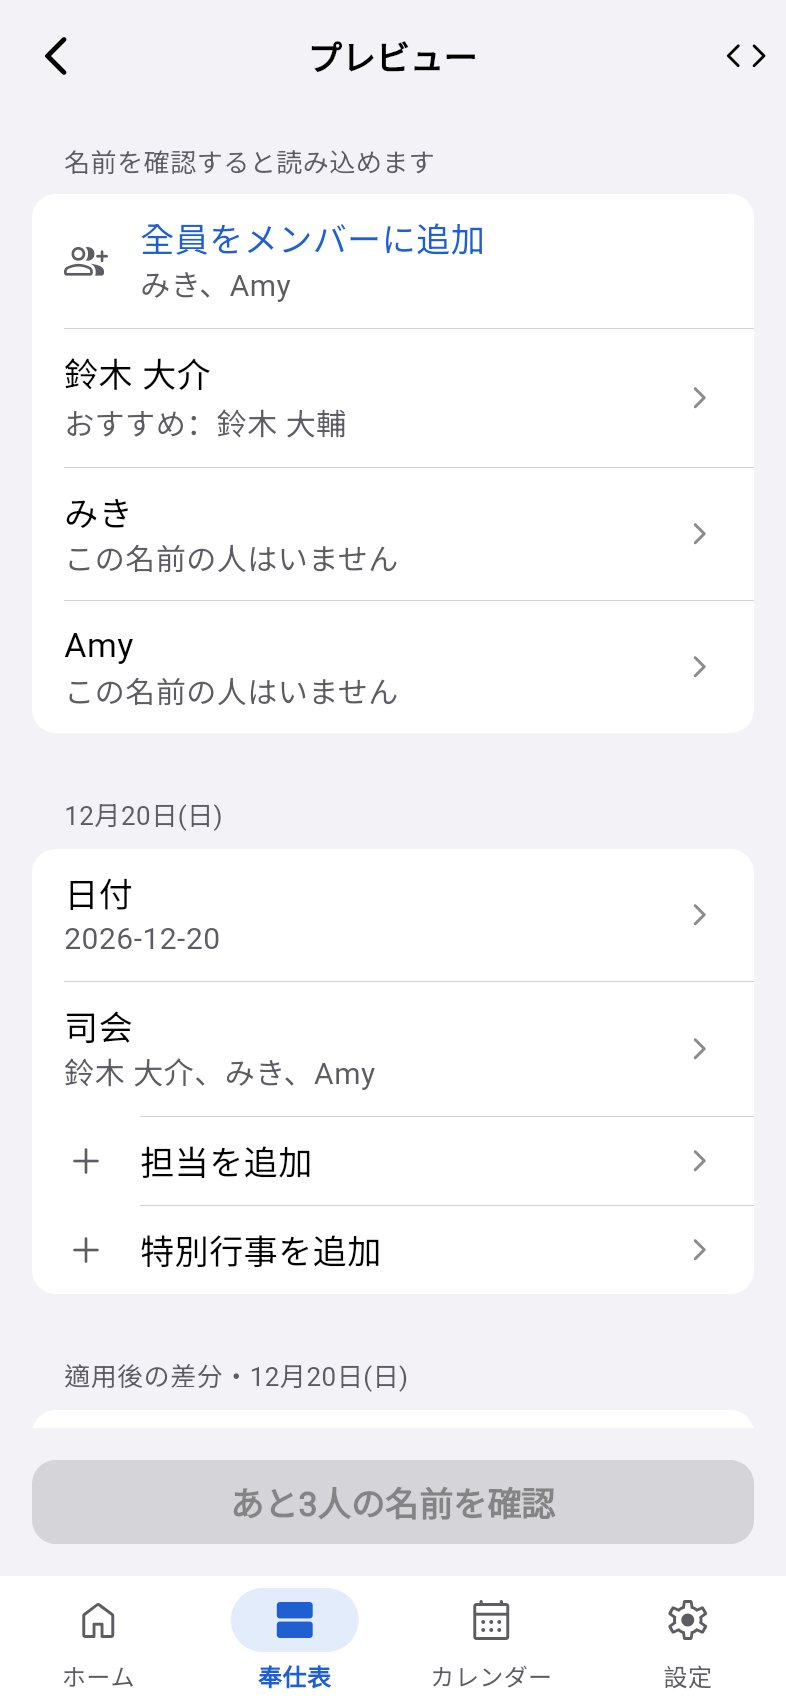 プレビュー
名前を確認すると読み込めます
全員をメンバーに追加
みき、Amy
鈴木 大介
おすすめ：鈴木 大輔
みき
この名前の人はいません
Amy
この名前の人はいません
12月20日(日)
日付
2026-12-20
司会
鈴木 大介、みき、Amy
担当を追加
特別行事を追加
適用後の差分・12月20日(日)
あと3人の名前を確認
ホーム
奉仕表
カレンダー
設定